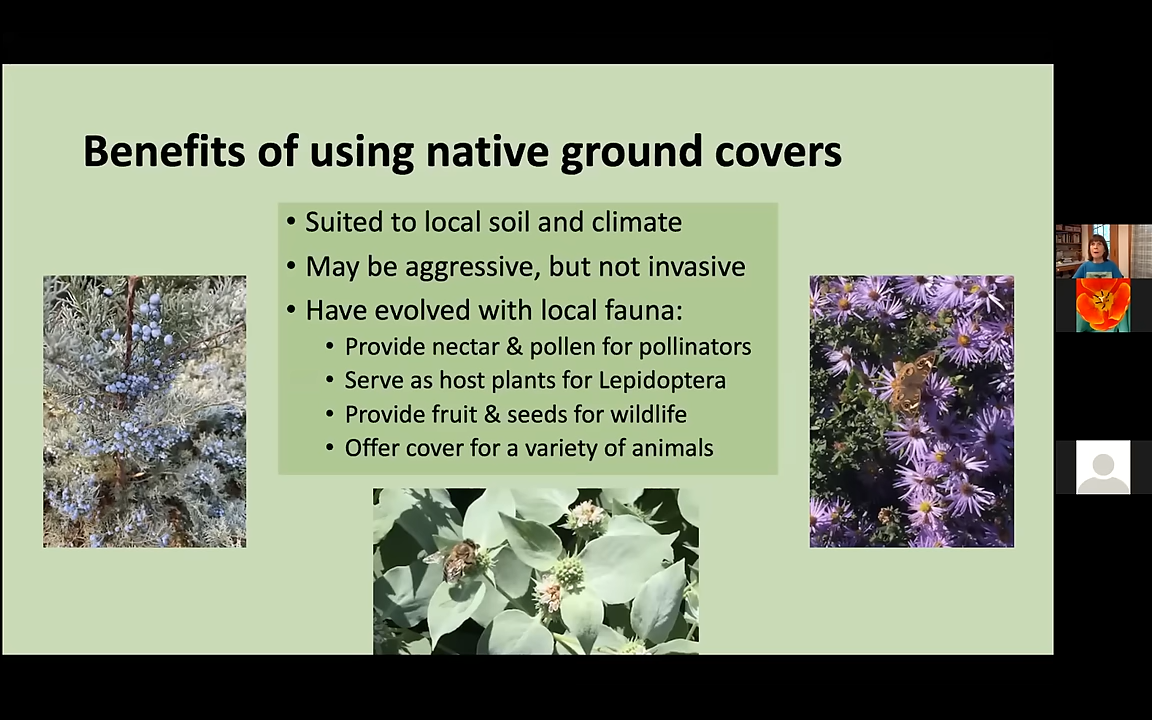 Benefits of using native ground covers
• Suited to local soil and climate
• May be aggressive, but not invasive
• Have evolved with local fauna:
• Provide nectar & pollen for pollinators
• Serve as host plants for Lepidoptera
• Provide fruit & seeds for wildlife
• Offer cover for a variety of animals